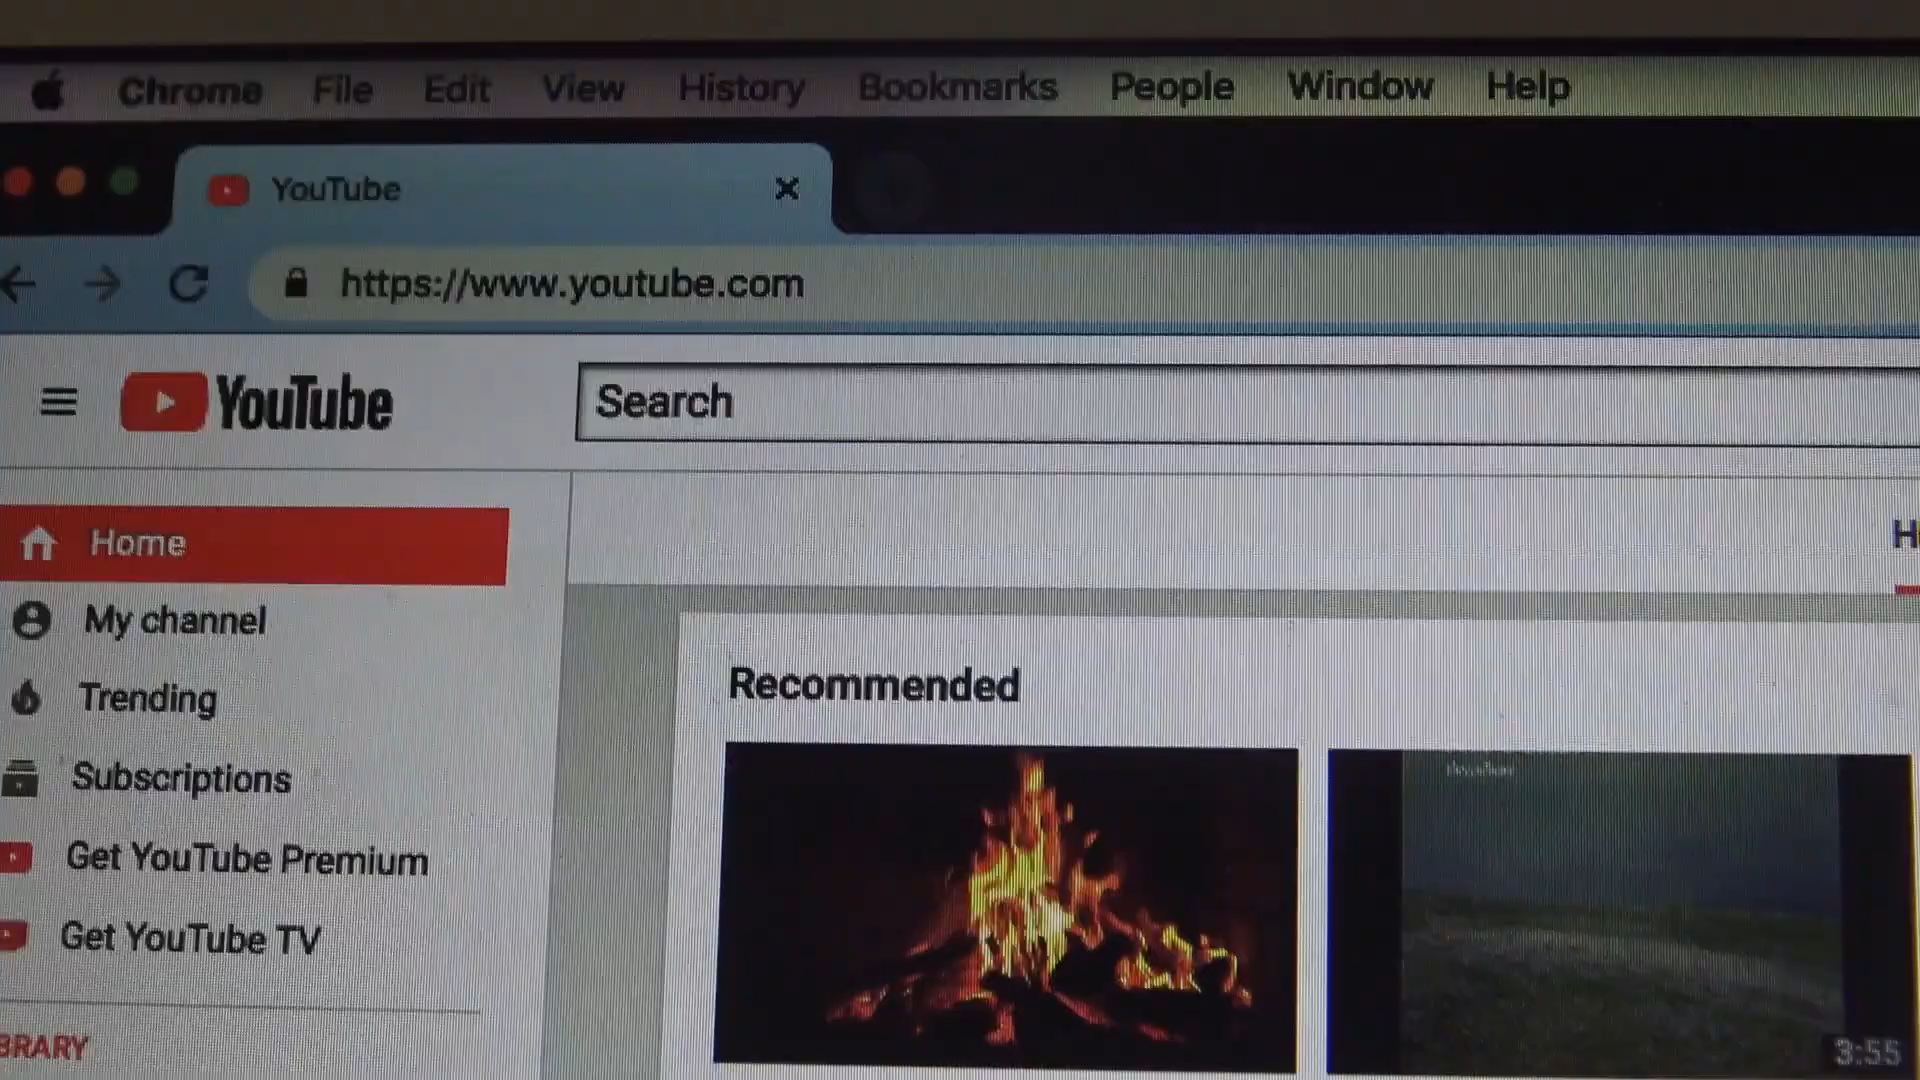 Chrome File Edit View History Bookmarks People Window Help
YouTube
https://www.youtube.com
YouTube
Search
Home
My channel
Trending
Subscriptions
Get YouTube Premium
Get YouTube TV
BRARY
H
Recommended
3:55